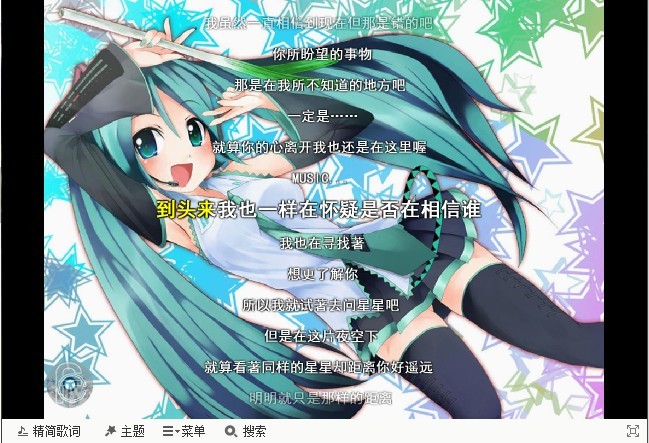 我虽然一直相信到现在但那是错的吧
你所盼望的事物
那是在我所不知道的地方吧
一定是……
就算你的心离开我也还是在这里喔
MUSIC...
到头来我也一样在怀疑是否在相信谁
我也在寻找著
想更了解你
所以我就试著去问星星吧
但是在这片夜空下
就算看著同样的星星却距离你好遥远
明明就只是那样的距离
精简歌词 主题 菜单 搜索